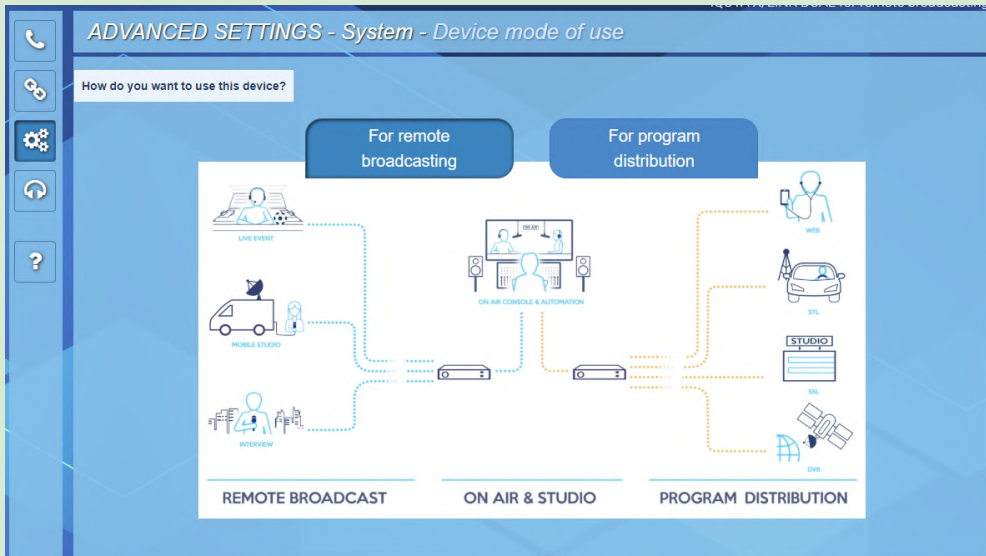 ADVANCED SETTINGS - System - Device mode of use
How do you want to use this device?
For remote
broadcasting
For program
distribution
LIVE EVENT
ON AIR
WEB
ON AIR CONSOLE & AUTOMATION
STL
MOBILE STUDIO
STUDIO
SSL
INTERVIEW
DVB
REMOTE BROADCAST
ON AIR & STUDIO
PROGRAM DISTRIBUTION
?